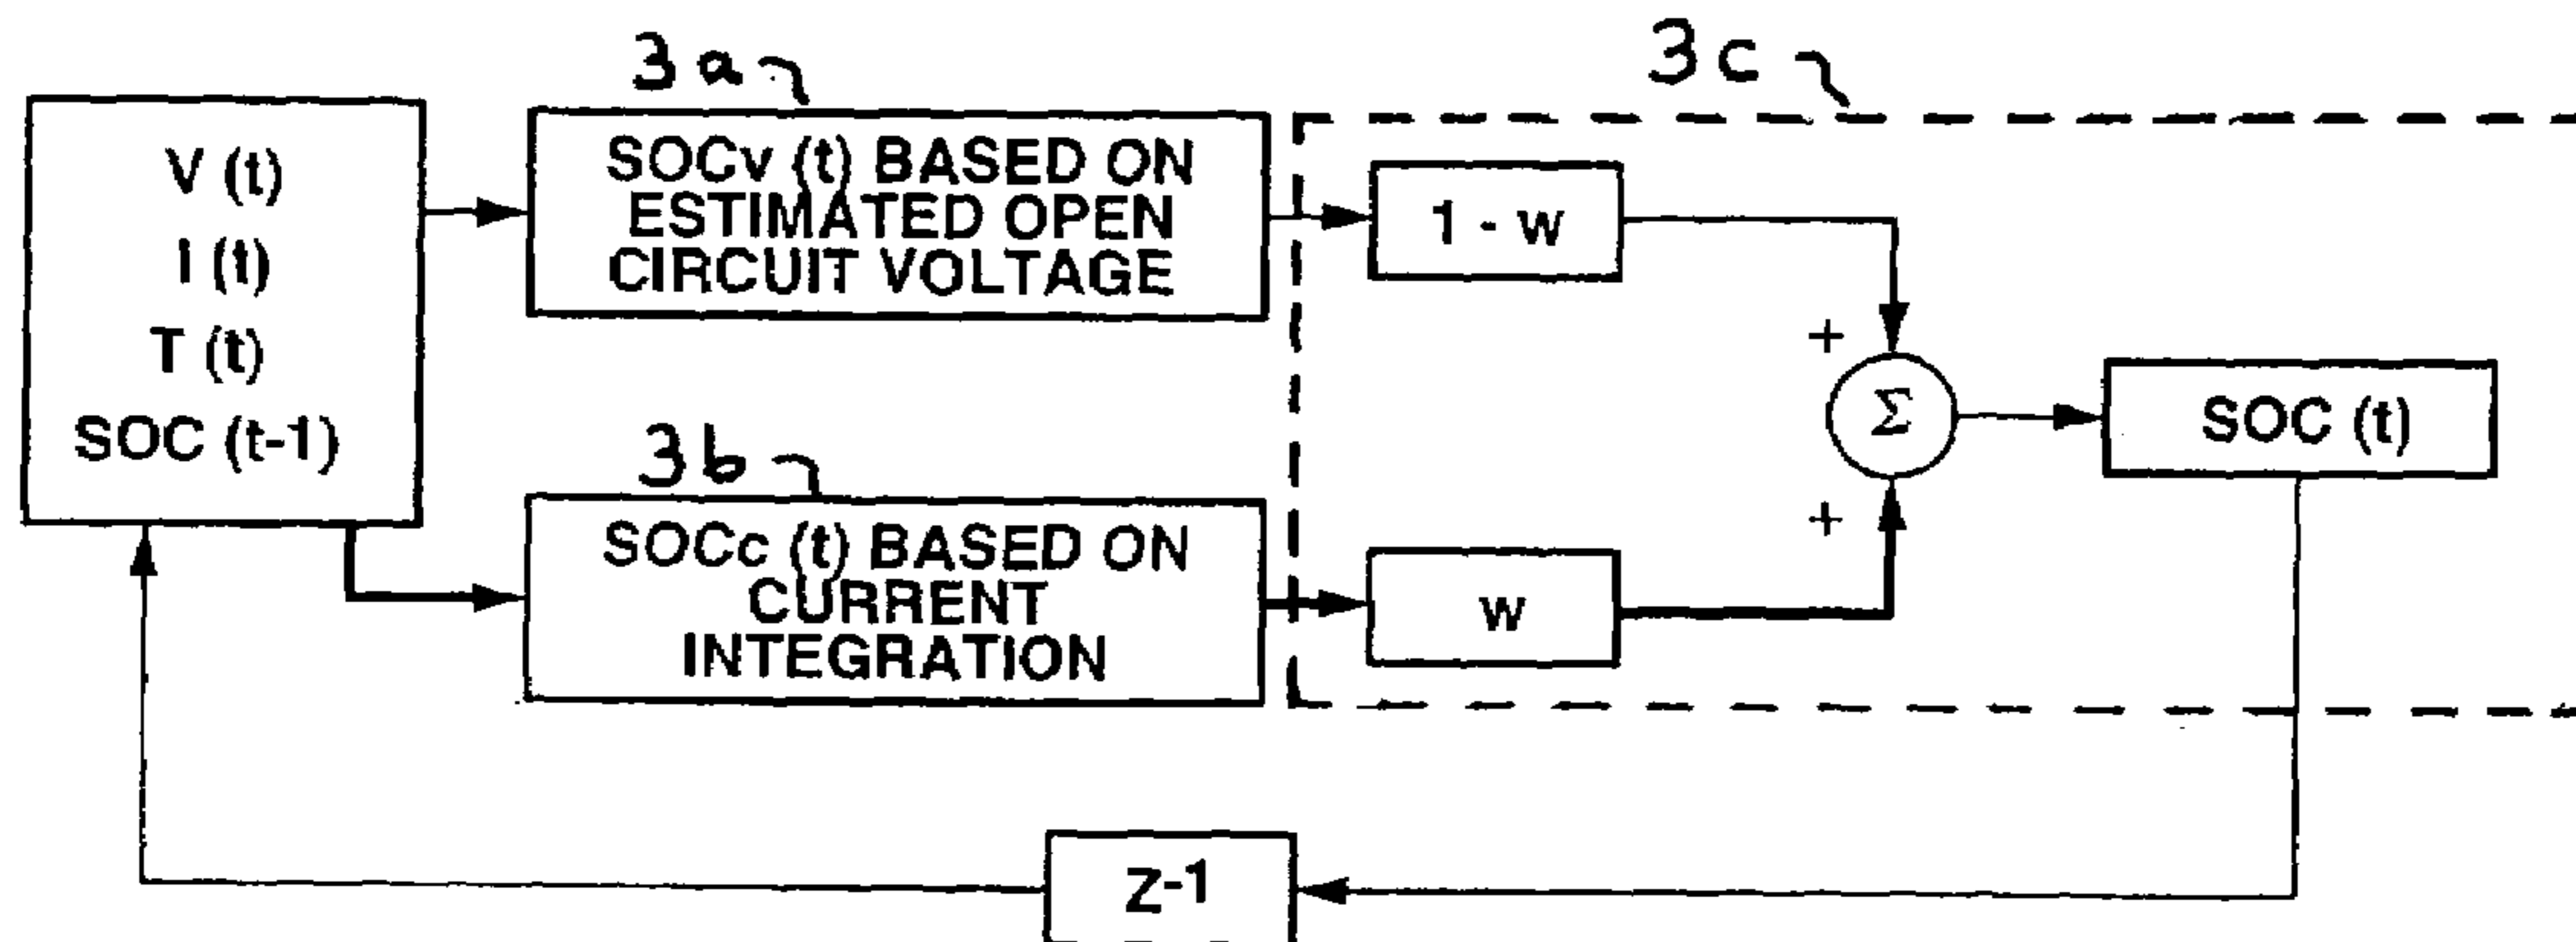 3a
3c
V (t)
I (t)
T (t)
SOC (t-1)
SOCv (t) BASED ON
ESTIMATED OPEN
CIRCUIT VOLTAGE
1 - w
+
Σ
SOC (t)
3b
SOCc (t) BASED ON
CURRENT
INTEGRATION
+
w
Z-1